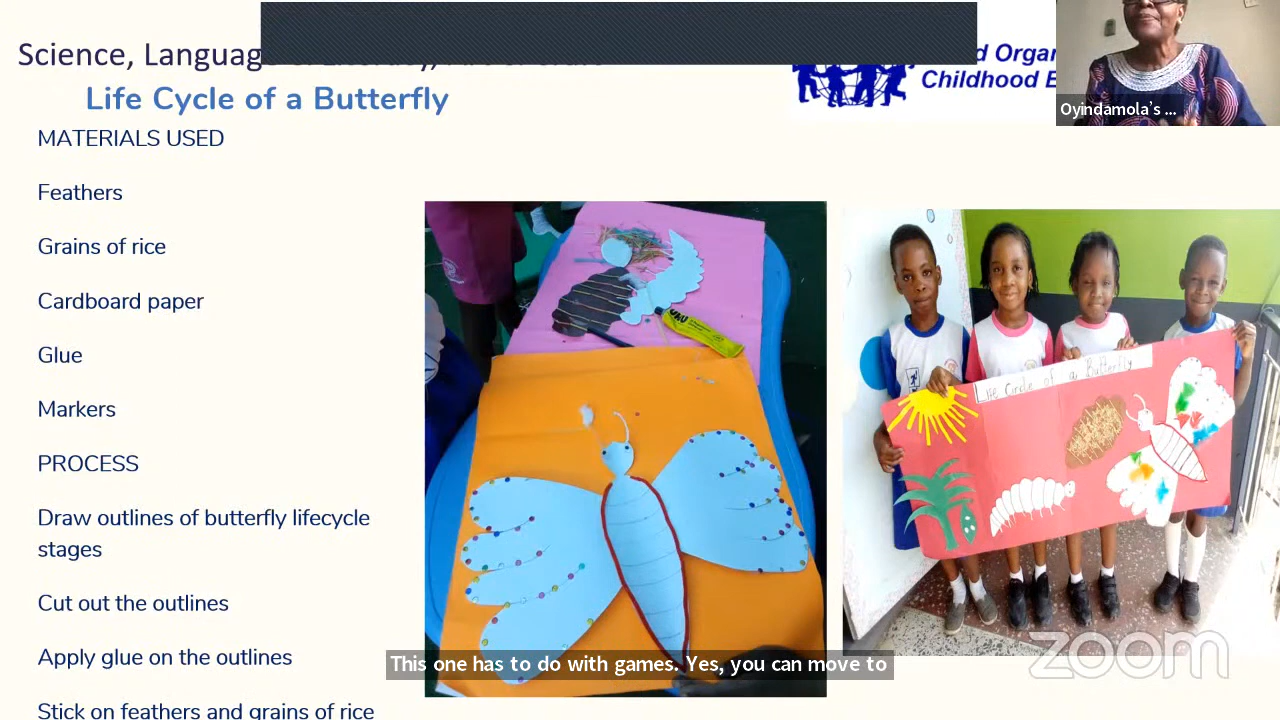 Science, Language
Life Cycle of a Butterfly
d Organ
Childhood E
Oyindamola's ...
MATERIALS USED
Feathers
Grains of rice
Cardboard paper
Glue
Markers
PROCESS
Draw outlines of butterfly lifecycle
stages
Cut out the outlines
Apply glue on the outlines
Stick on feathers and grains of rice
UHU
Life Circle of a Butterfly
This one has to do with games. Yes, you can move to
zoom